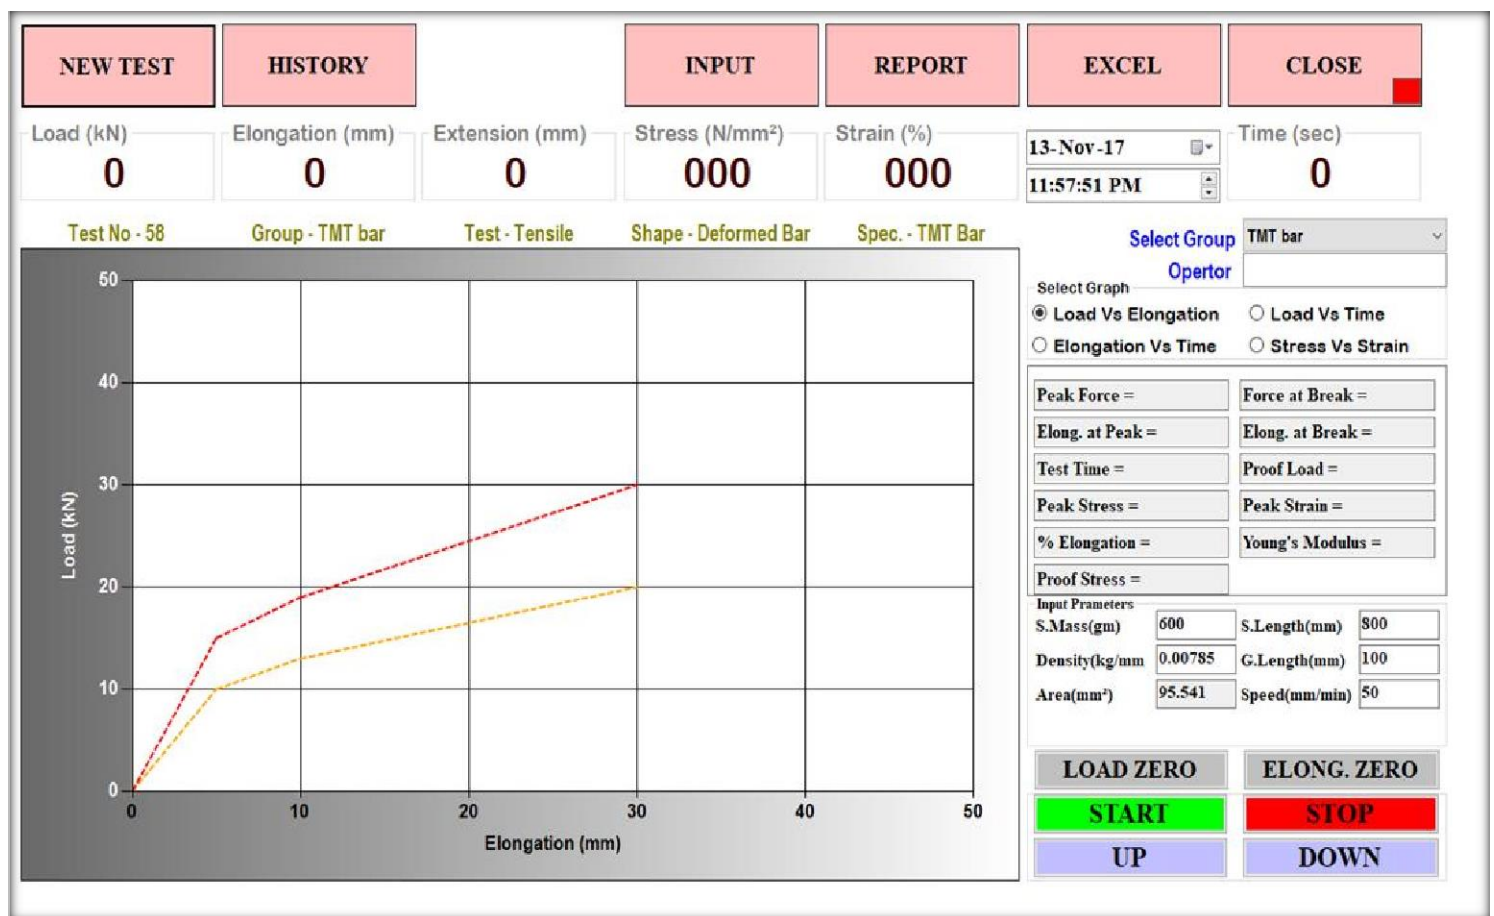 NEW TEST
HISTORY
INPUT
REPORT
EXCEL
CLOSE
Load (kN)
Elongation (mm)
Extension (mm)
Stress (N/mm²)
Strain (%)
13-Nov-17
Time (sec)
0
0
0
000
000
11:57:51 PM
0
Test No - 58
Group - TMT bar
Test - Tensile
Shape - Deformed Bar
Spec. - TMT Bar
Select Group
TMT bar
Opertor
Select Graph
Load Vs Elongation
Load Vs Time
Elongation Vs Time
Stress Vs Strain
50
40
30
20
10
0
Load (kN)
0
10
20
30
40
50
Elongation (mm)
Peak Force =
Force at Break =
Elong. at Peak =
Elong. at Break =
Test Time =
Proof Load =
Peak Stress =
Peak Strain =
% Elongation =
Young's Modulus =
Proof Stress =
Input Prameters
S.Mass(gm)
600
S.Length(mm)
800
Density(kg/mm
0.00785
G.Length(mm)
100
Area(mm²)
95.541
Speed(mm/min)
50
LOAD ZERO
ELONG. ZERO
START
STOP
UP
DOWN